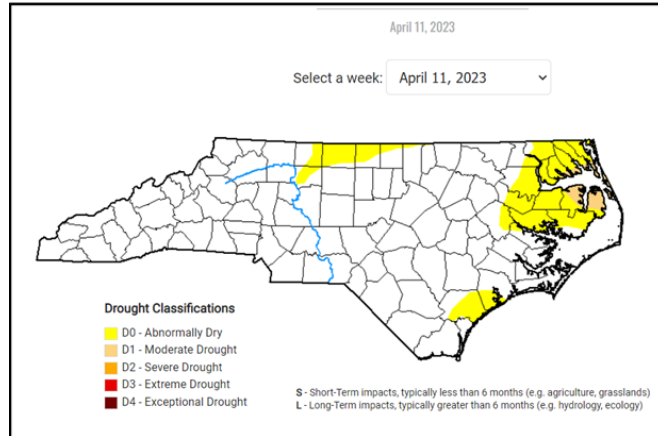 April 11, 2023
Select a week: April 11, 2023
Drought Classifications
D0 - Abnormally Dry
D1 - Moderate Drought
D2 - Severe Drought
D3 - Extreme Drought
D4 - Exceptional Drought
S - Short-Term impacts, typically less than 6 months (e.g. agriculture, grasslands)
L - Long-Term impacts, typically greater than 6 months (e.g. hydrology, ecology)